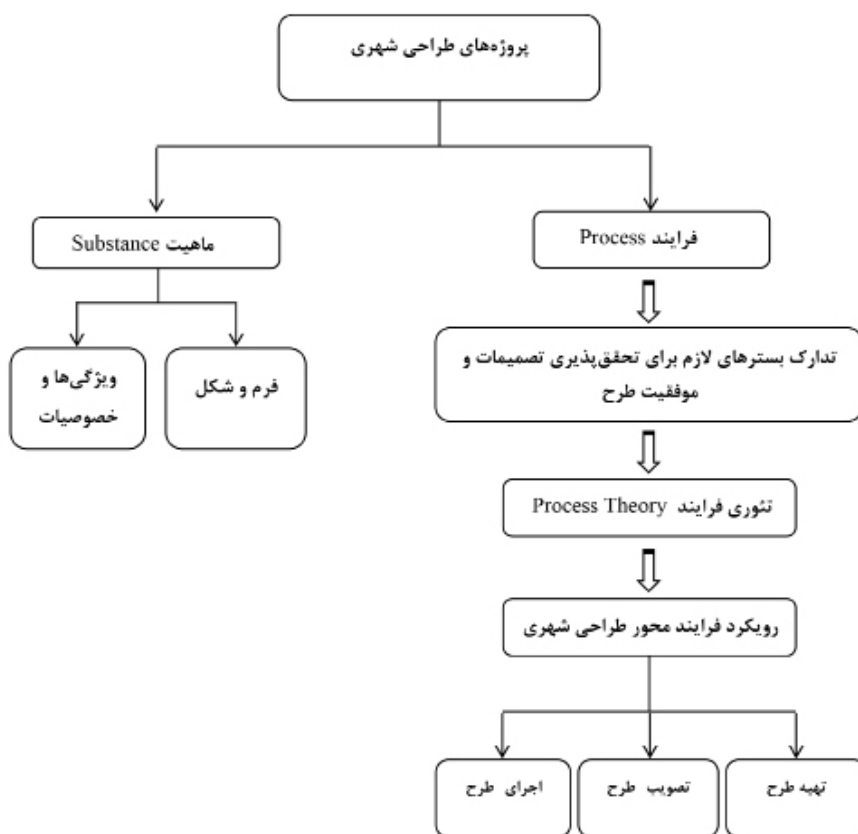 پروژه‌های طراحی شهری
فرایند Process
ماهیت Substance
تدارک بسترهای لازم برای تحقق‌پذیری تصمیمات و
موفقیت طرح
فرم و شکل
ویژگی‌ها و
خصوصیات
تئوری فرایند Process Theory
رویکرد فرایند محور طراحی شهری
تهیه طرح
تصویب طرح
اجرای طرح